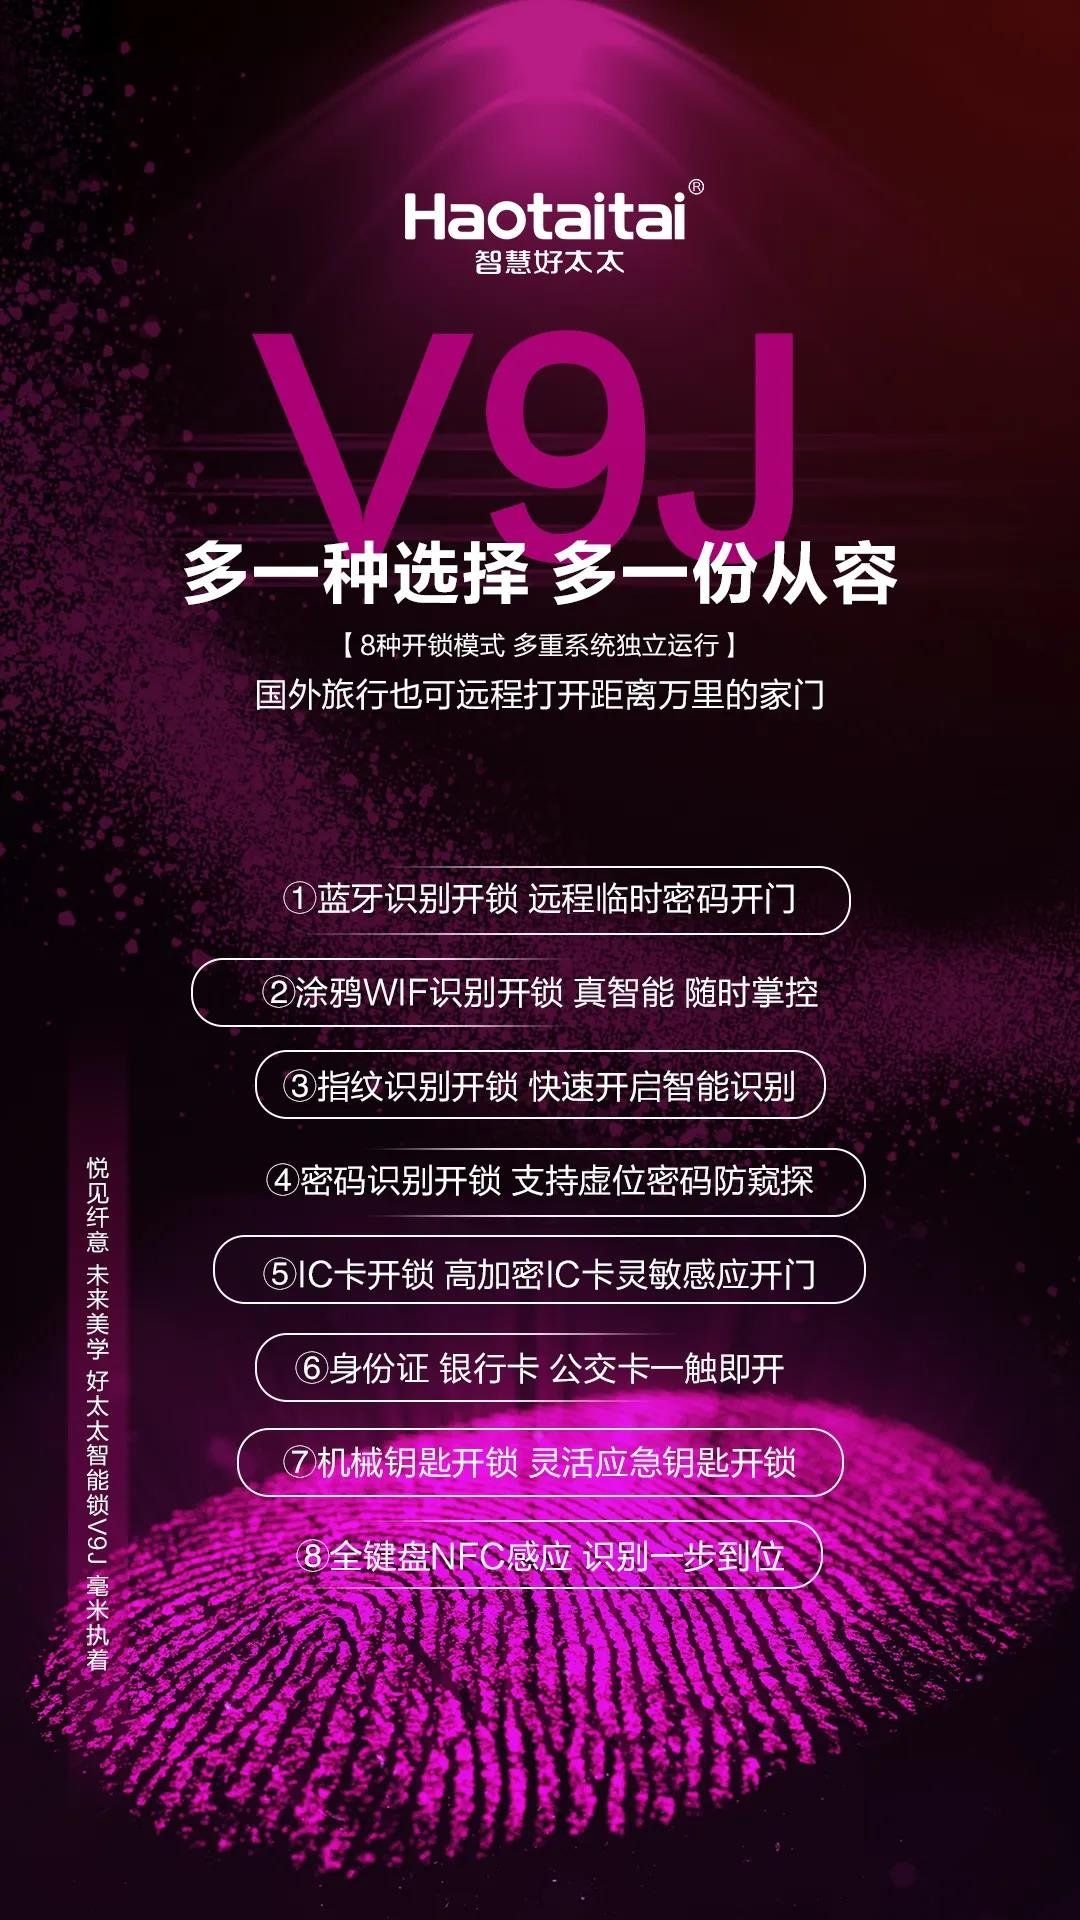 Haotaitai®
智慧好太太
V9J
多一种选择 多一份从容
【8种开锁模式 多重系统独立运行】
国外旅行也可远程打开距离万里的家门
①蓝牙识别开锁 远程临时密码开门
②涂鸦WIF识别开锁 真智能 随时掌控
③指纹识别开锁 快速开启智能识别
④密码识别开锁 支持虚位密码防窥探
⑤IC卡开锁 高加密IC卡灵敏感应开门
⑥身份证 银行卡 公交卡一触即开
⑦机械钥匙开锁 灵活应急钥匙开锁
⑧全键盘NFC感应 识别一步到位
悦见纤意 未来美学 好太太智能锁V9J 毫米执着